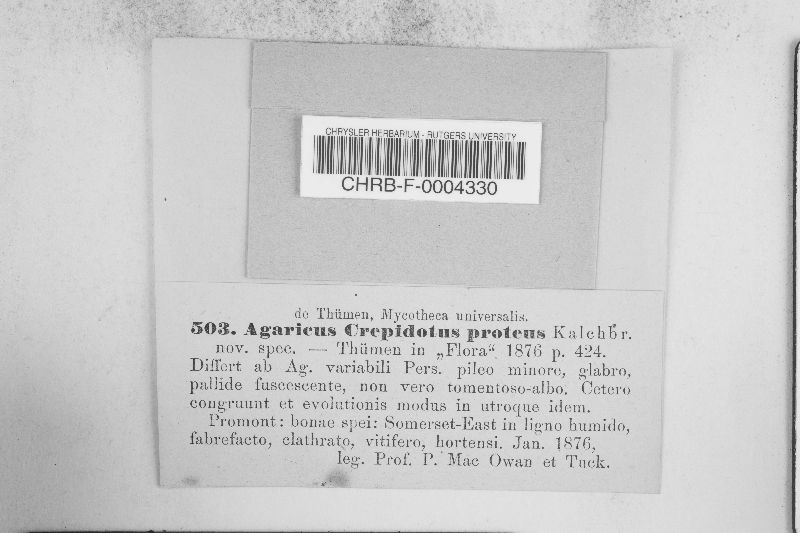 CHRYSLER HERBARIUM - RUTGERS UNIVERSITY
CHRB-F-0004330
de Thümen, Mycotheca universalis.
503. Agaricus Crepidotus proteus Kalchbr.
nov. spec. — Thümen in „Flora“ 1876 p. 424.
Differt ab Ag. variabili Pers. pileo minore, glabro,
pallide fuscescente, non vero tomentoso-albo. Cetero
congruunt et evolutionis modus in utroque idem.
Promont: bonae spei: Somerset-East in ligno humido,
fabrefacto, clathrato, vitifero, hortensi. Jan. 1876,
leg. Prof. P. Mac Owan et Tuck.